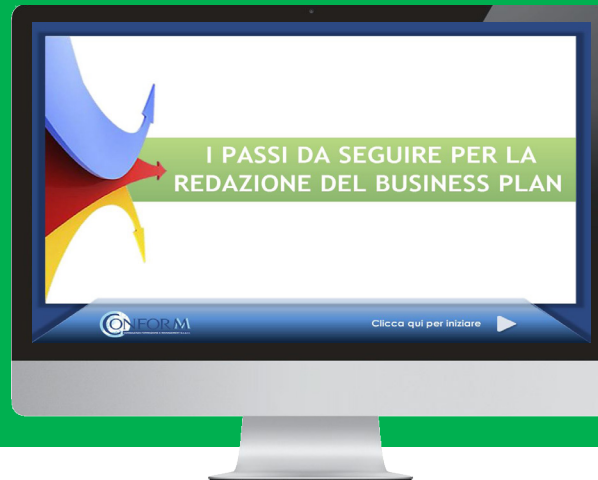 I PASSI DA SEGUIRE PER LA
REDAZIONE DEL BUSINESS PLAN
CONFORM
Clicca qui per iniziare